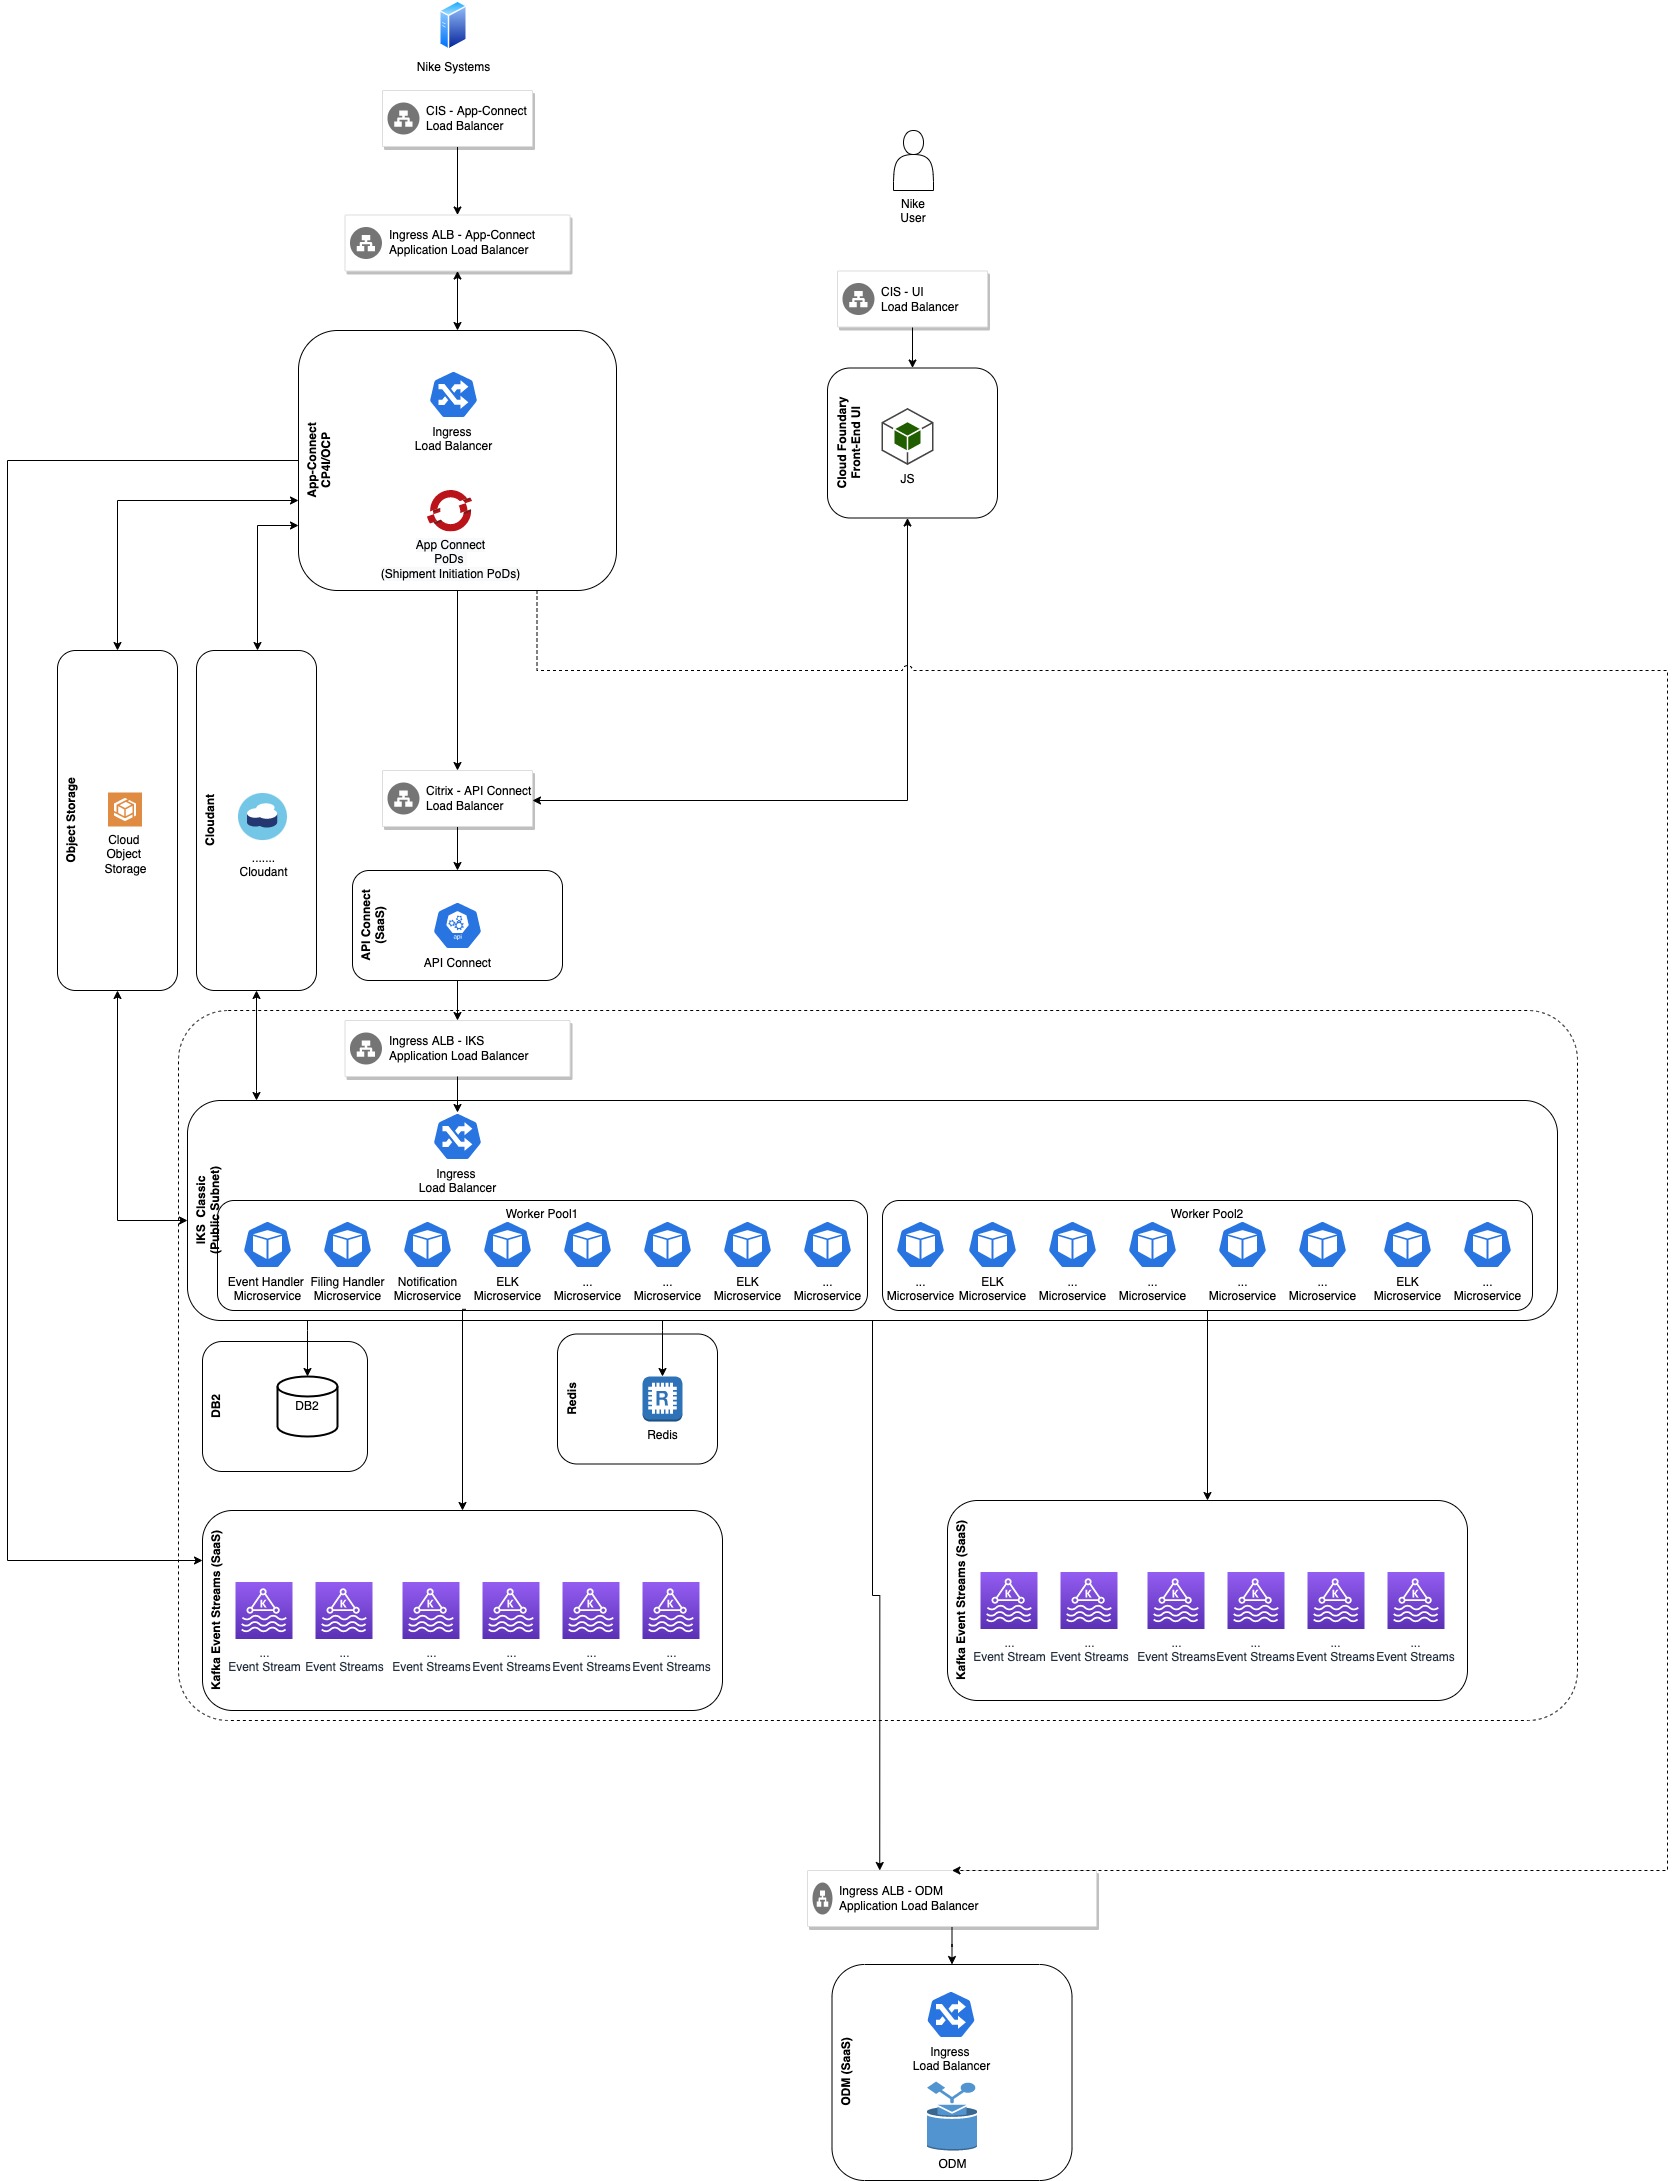 Nike Systems
CIS - App-Connect
Load Balancer
Nike
User
Ingress ALB - App-Connect
Application Load Balancer
CIS - UI
Load Balancer
App-Connect
CP4I/OCP
Ingress
Load Balancer
App Connect
PoDs
(Shipment Initiation PoDs)
Cloud Foundary
Front-End UI
JS
Object Storage
Cloud
Object
Storage
Cloudant
.......
Cloudant
Citrix - API Connect
Load Balancer
API Connect
(SaaS)
api
API Connect
Ingress ALB - IKS
Application Load Balancer
IKS Classic
(Public Subnet)
Ingress
Load Balancer
Worker Pool1
Event Handler
Microservice
Filing Handler
Microservice
Notification
Microservice
ELK
Microservice
...
Microservice
...
Microservice
ELK
Microservice
...
Microservice
Worker Pool2
...
Microservice
ELK
Microservice
...
Microservice
...
Microservice
...
Microservice
...
Microservice
ELK
Microservice
...
Microservice
DB2
DB2
Redis
R
Redis
Kafka Event Streams (SaaS)
K
...
Event Stream
K
...
Event Streams
K
...
Event Streams
K
...
Event Streams
K
...
Event Streams
K
...
Event Streams
Kafka Event Streams (SaaS)
K
...
Event Stream
K
...
Event Streams
K
...
Event Streams
K
...
Event Streams
K
...
Event Streams
K
...
Event Streams
Ingress ALB - ODM
Application Load Balancer
ODM (SaaS)
Ingress
Load Balancer
ODM